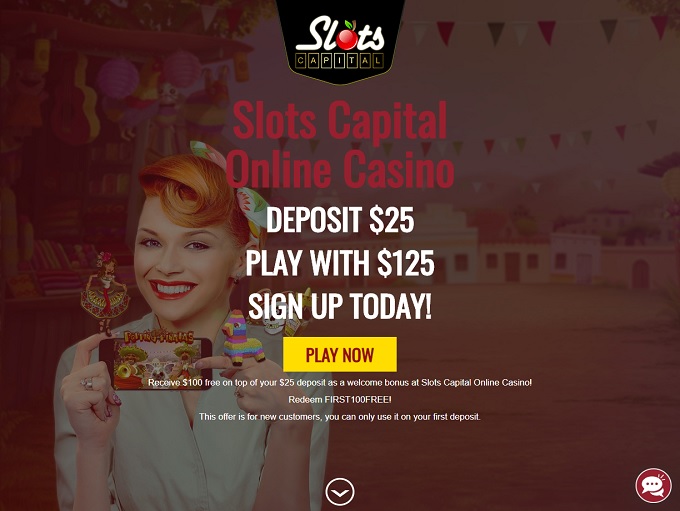 Slots
CAPITAL
Slots Capital
Online Casino
DEPOSIT $25
PLAY WITH $125
SIGN UP TODAY!
PLAY NOW
Receive $100 free on top of your $25 deposit as a welcome bonus at Slots Capital Online Casino!
Redeem FIRST100FREE!
This offer is for new customers, you can only use it on your first deposit.